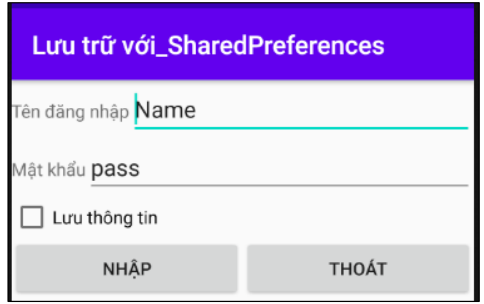 Lưu trữ với_SharedPreferences
Tên đăng nhập Name
Mật khẩu pass
Lưu thông tin
NHẬP THOÁT